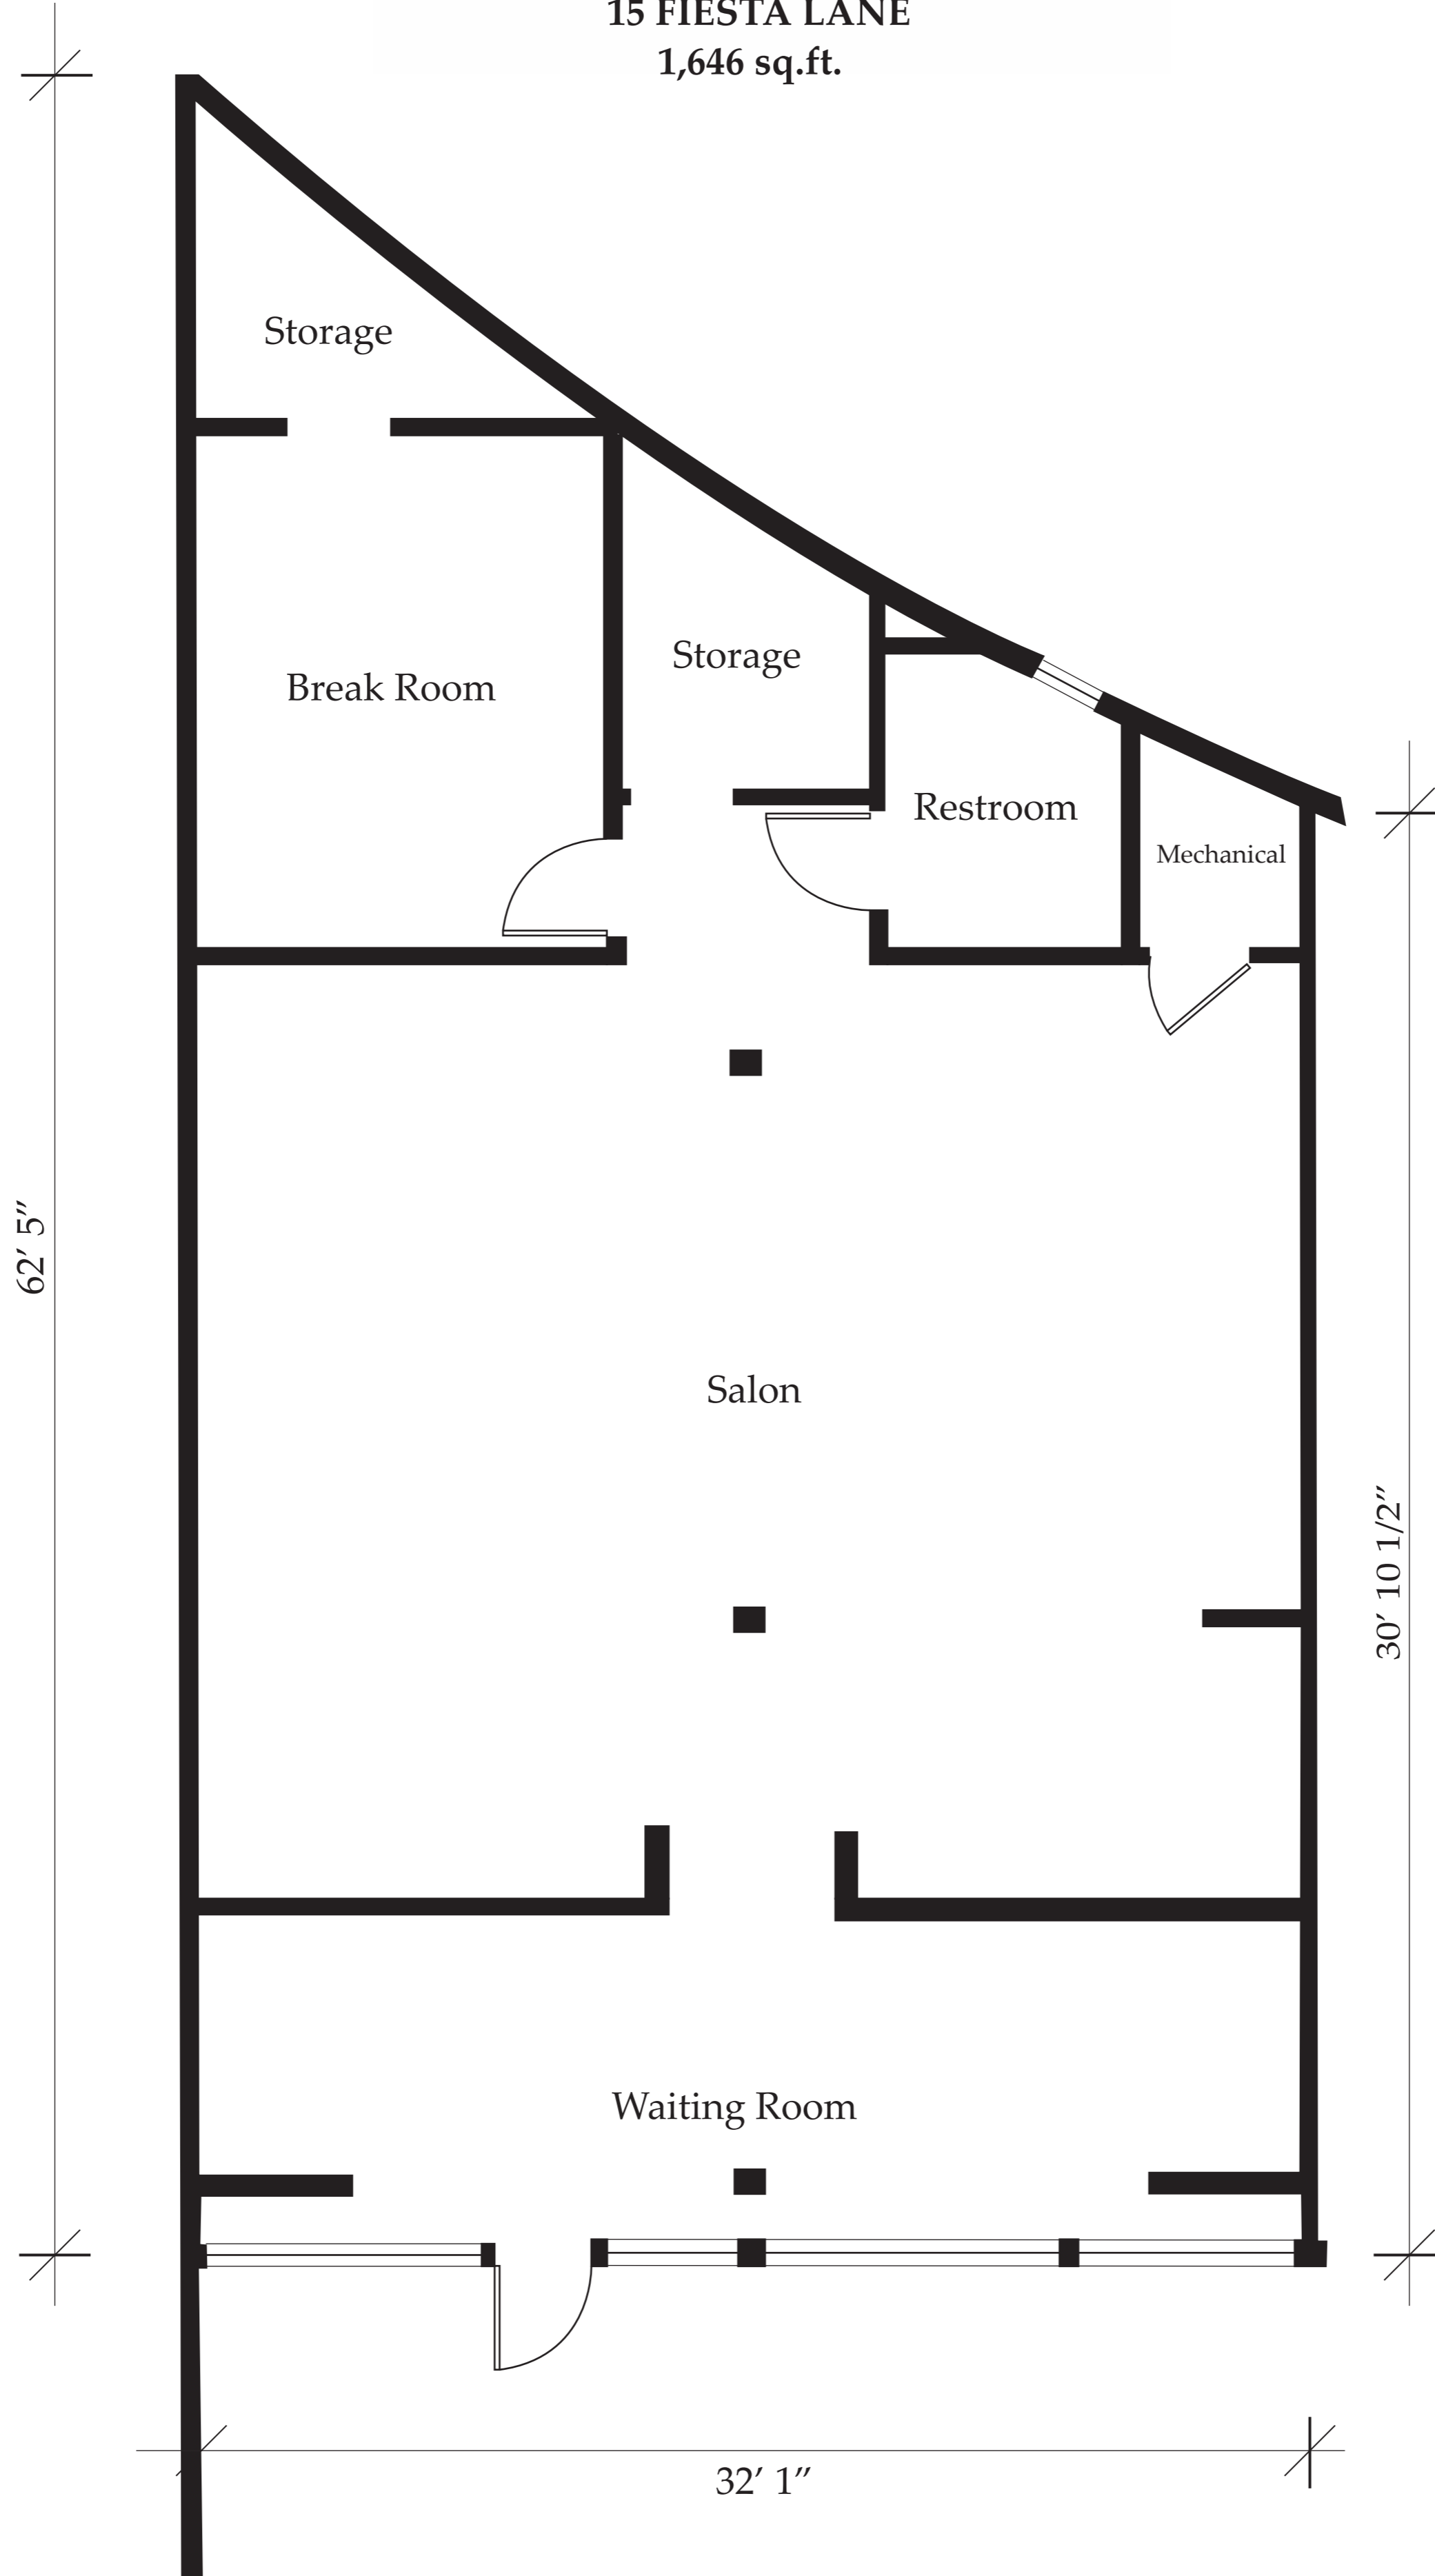 15 FIESTA LANE
1,646 sq.ft.
Storage
Storage
Break Room
Restroom
Mechanical
62′ 5″
Salon
30′ 10 1/2″
Waiting Room
32′ 1″